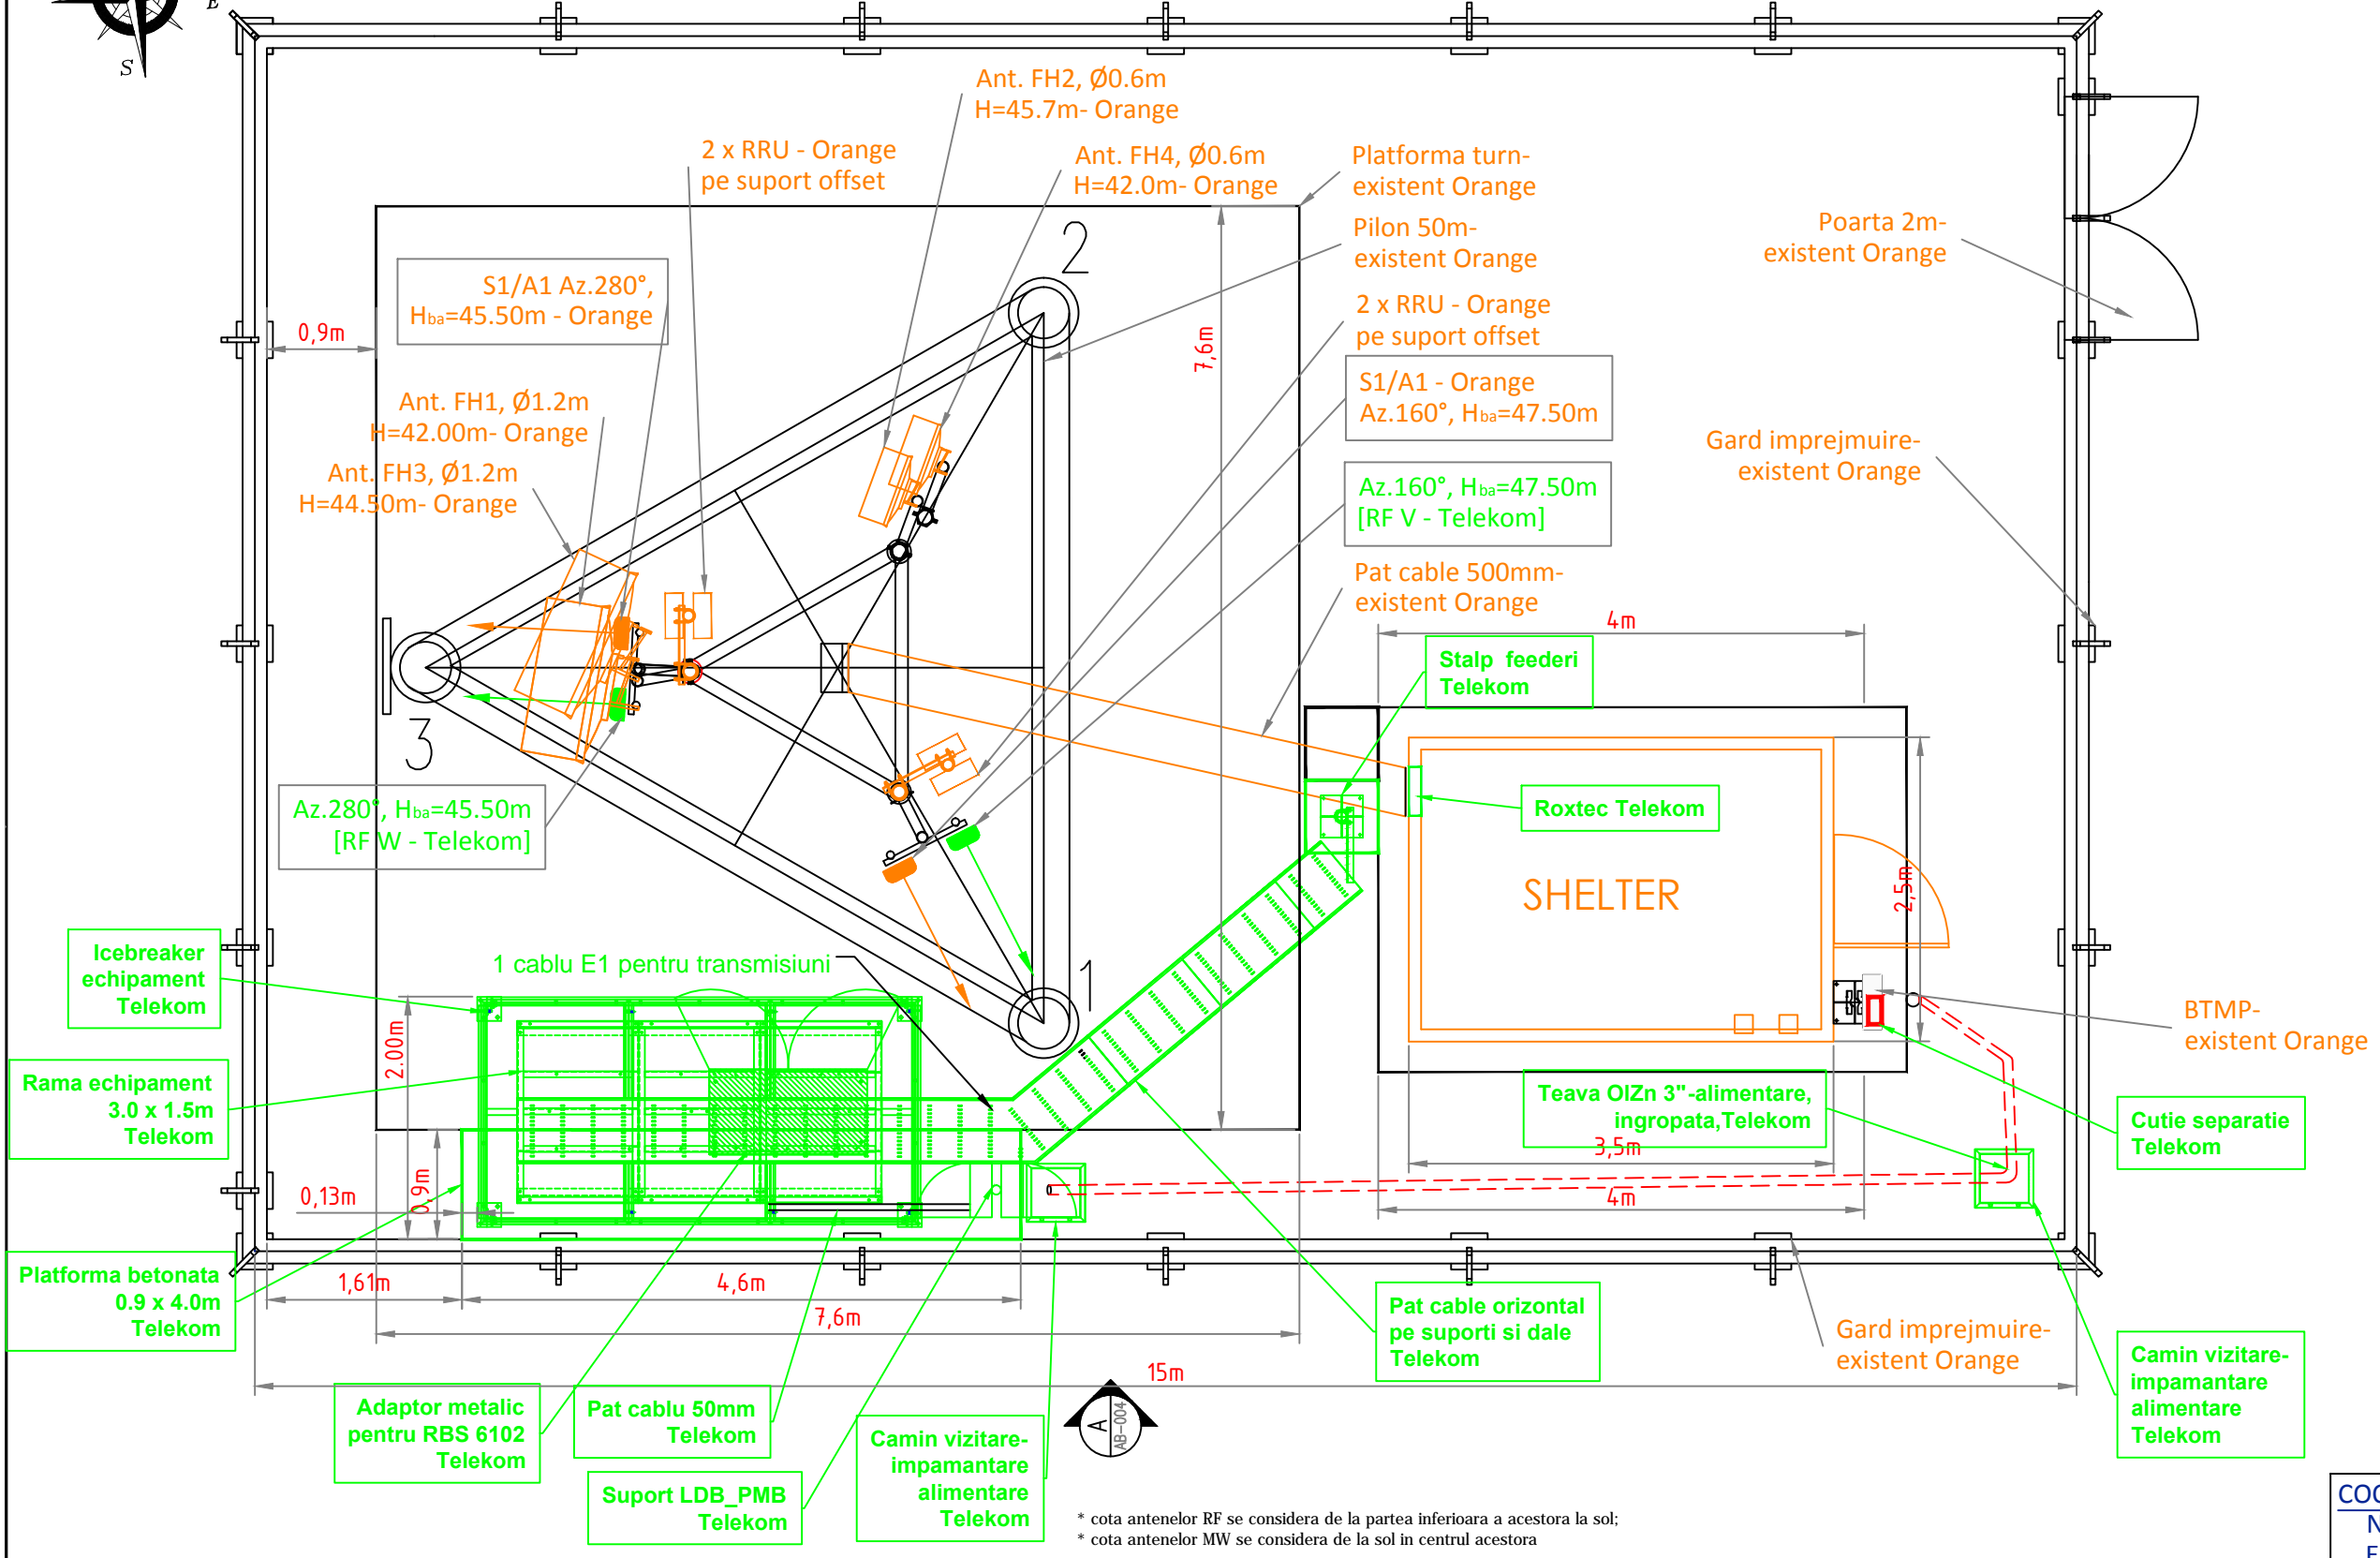 E
S
Ant. FH2, Ø0.6m
H=45.7m- Orange
2 x RRU - Orange
pe suport offset
Ant. FH4, Ø0.6m
H=42.0m- Orange
Platforma turn-
existent Orange
Pilon 50m-
existent Orange
Poarta 2m-
existent Orange
2
S1/A1 Az.280°,
Hba=45.50m - Orange
0,9m
7,6m
2 x RRU - Orange
pe suport offset
S1/A1 - Orange
Az.160°, Hba=47.50m
Ant. FH1, Ø1.2m
H=42.00m- Orange
Ant. FH3, Ø1.2m
H=44.50m- Orange
Gard imprejmuire-
existent Orange
Az.160°, Hba=47.50m
[RF V - Telekom]
Pat cable 500mm-
existent Orange
4m
Stalp feederi
Telekom
3
Az.280°, Hba=45.50m
[RF W - Telekom]
Roxtec Telekom
SHELTER
2,5m
Icebreaker
echipament
Telekom
1 cablu E1 pentru transmisiuni
1
BTMP-
existent Orange
2.00m
Rama echipament
3.0 x 1.5m
Telekom
Teava OlZn 3"-alimentare,
ingropata,Telekom
Cutie separatie
Telekom
3,5m
0,13m
0,9m
4m
Platforma betonata
0.9 x 4.0m
Telekom
1,61m
4,6m
7,6m
Pat cable orizontal
pe suporti si dale
Telekom
Gard imprejmuire-
existent Orange
15m
Camin vizitare-
impamantare
alimentare
Telekom
Adaptor metalic
pentru RBS 6102
Telekom
Pat cablu 50mm
Telekom
A
AB-004
Camin vizitare-
impamantare
alimentare
Telekom
Suport LDB_PMB
Telekom
* cota antenelor RF se considera de la partea inferioara a acestora la sol;
* cota antenelor MW se considera de la sol in centrul acestora